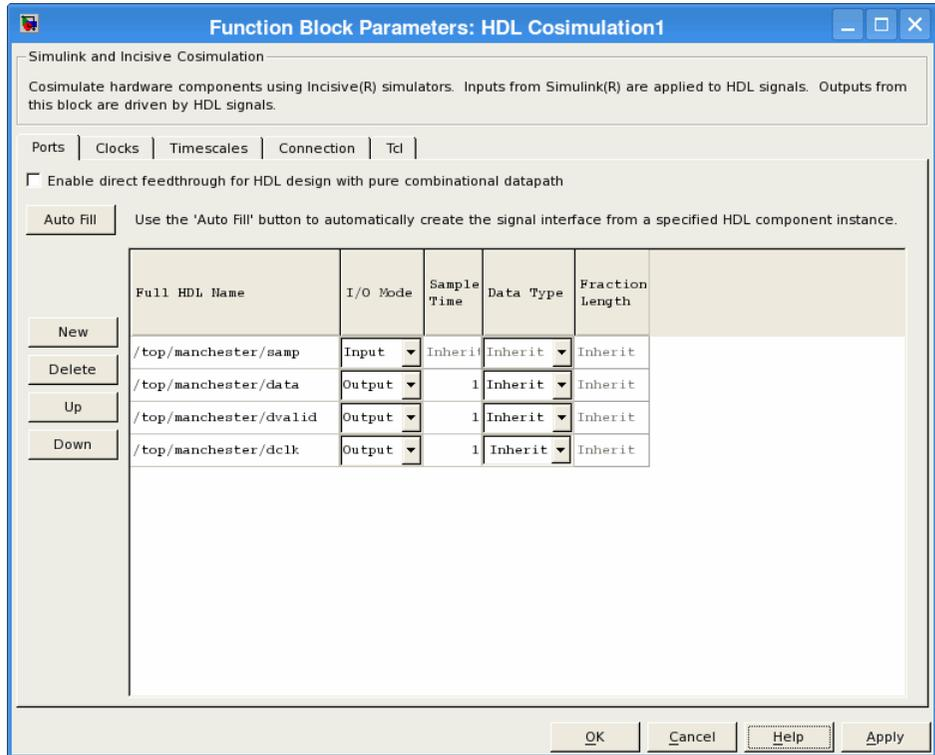 Function Block Parameters: HDL Cosimulation1
Simulink and Incisive Cosimulation
Cosimulate hardware components using Incisive(R) simulators. Inputs from Simulink(R) are applied to HDL signals. Outputs from
this block are driven by HDL signals.
Ports Clocks Timescales Connection Tcl
Enable direct feedthrough for HDL design with pure combinational datapath
Auto Fill Use the 'Auto Fill' button to automatically create the signal interface from a specified HDL component instance.
Full HDL Name I/O Mode Sample Time Data Type Fraction Length
New
Delete
Up
Down
/top/manchester/samp Input Inherit Inherit Inherit
/top/manchester/data Output 1 Inherit Inherit
/top/manchester/dvalid Output 1 Inherit Inherit
/top/manchester/dclk Output 1 Inherit Inherit
OK Cancel Help Apply